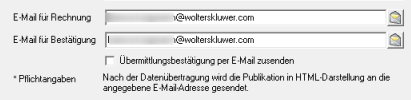 E-Mail für Rechnung @wolterskluwer.com
E-Mail für Bestätigung @wolterskluwer.com
Übermittlungsbestätigung per E-Mail zusenden
* Pflichtangaben Nach der Datenübertragung wird die Publikation in HTML-Darstellung an die
angegebene E-Mail-Adresse gesendet.